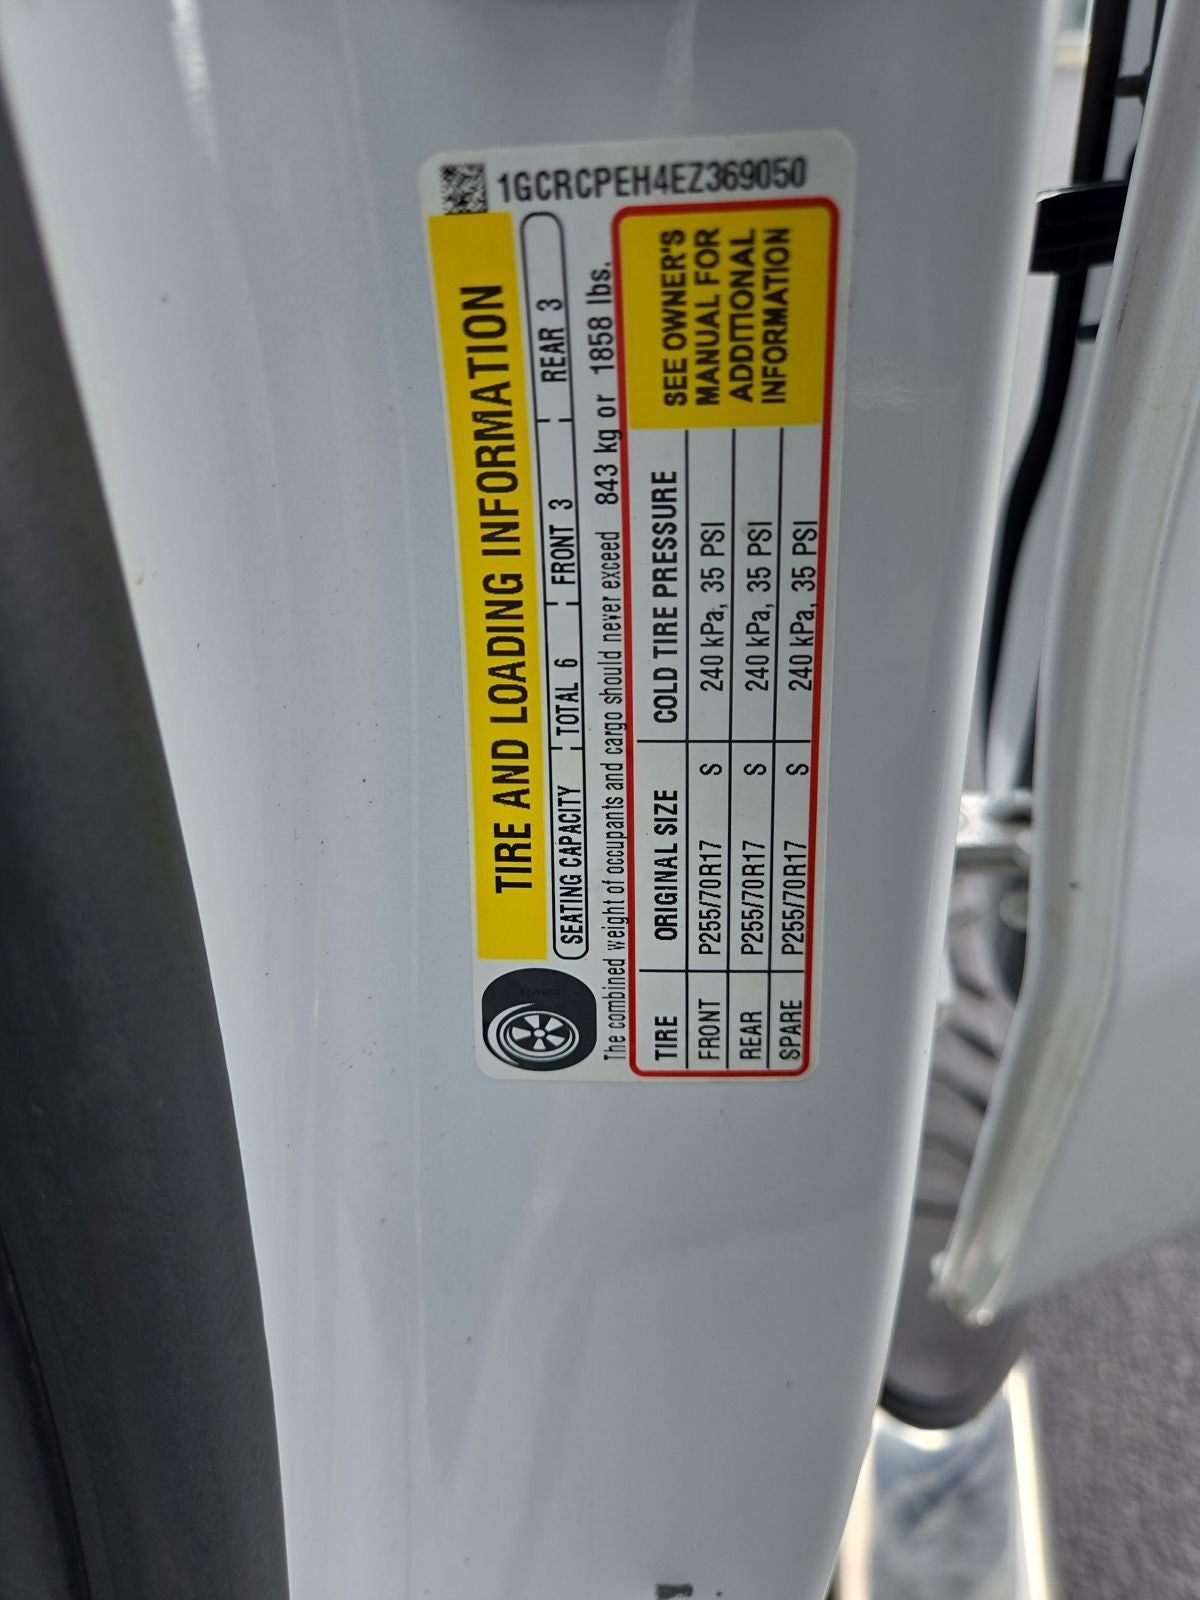 1GCRCPEH4EZ369050
TIRE AND LOADING INFORMATION
SEATING CAPACITY TOTAL 6 FRONT 3 REAR 3
The combined weight of occupants and cargo should never exceed 843 kg or 1858 lbs.
TIRE ORIGINAL SIZE COLD TIRE PRESSURE
FRONT P255/70R17 S 240 kPa, 35 PSI
REAR P255/70R17 S 240 kPa, 35 PSI
SPARE P255/70R17 S 240 kPa, 35 PSI
SEE OWNER'S
MANUAL FOR
ADDITIONAL
INFORMATION